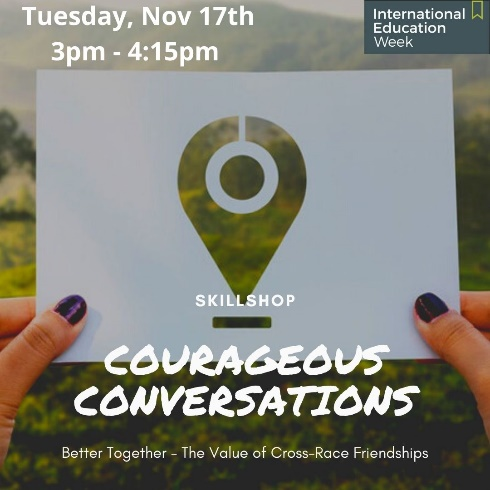 Tuesday, Nov 17th
3pm - 4:15pm
International
Education
Week
SKILLSHOP
COURAGEOUS
CONVERSATIONS
Better Together - The Value of Cross-Race Friendships